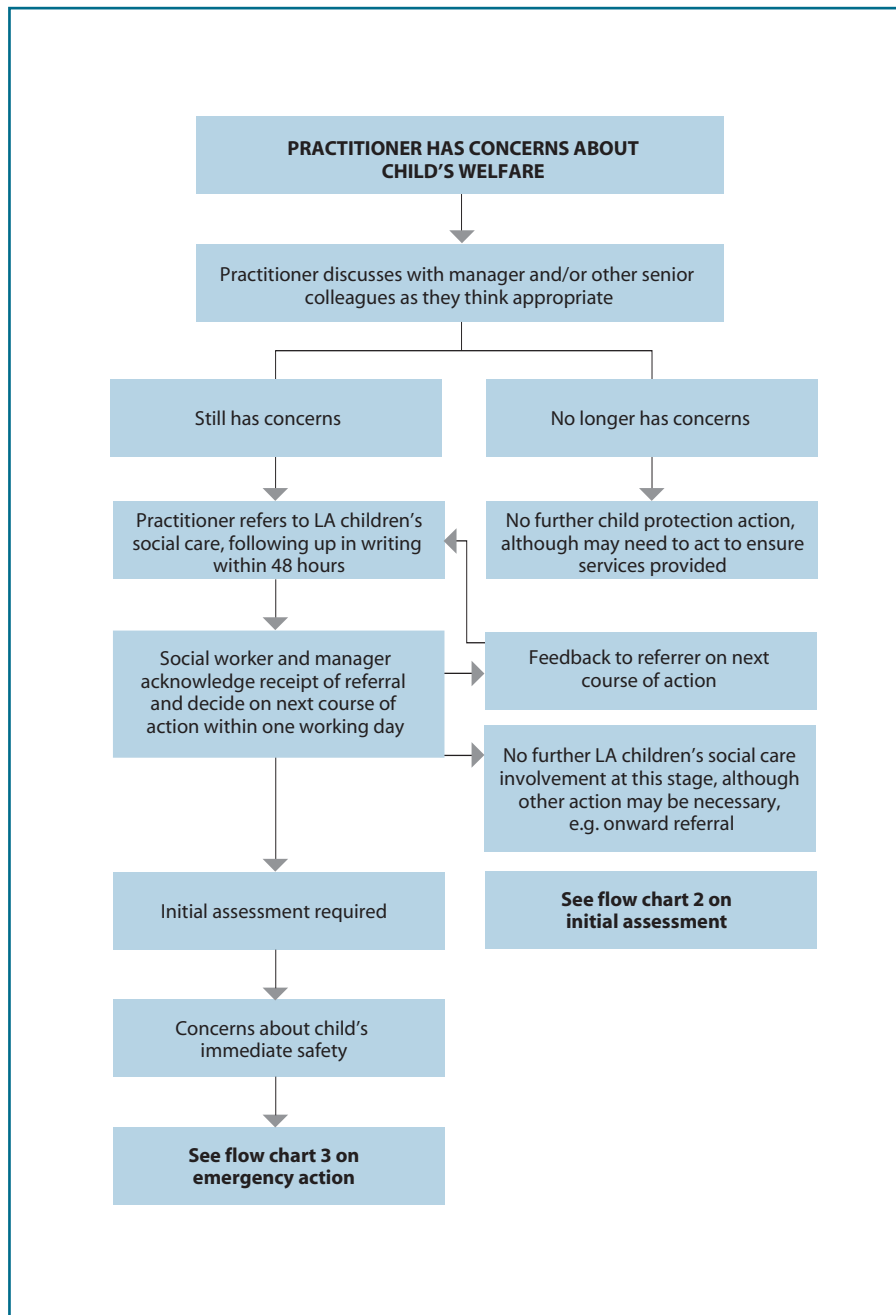 PRACTITIONER HAS CONCERNS ABOUT
CHILD’S WELFARE
Practitioner discusses with manager and/or other senior
colleagues as they think appropriate
Still has concerns
No longer has concerns
Practitioner refers to LA children’s
social care, following up in writing
within 48 hours
No further child protection action,
although may need to act to ensure
services provided
Social worker and manager
acknowledge receipt of referral
and decide on next course of
action within one working day
Feedback to referrer on next
course of action
No further LA children’s social care
involvement at this stage, although
other action may be necessary,
e.g. onward referral
Initial assessment required
See flow chart 2 on
initial assessment
Concerns about child’s
immediate safety
See flow chart 3 on
emergency action